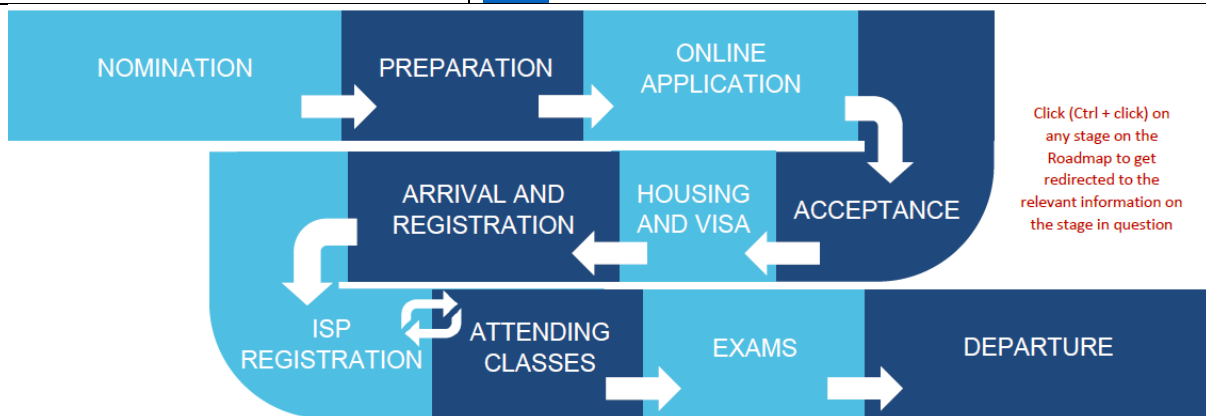 NOMINATION
PREPARATION
ONLINE
APPLICATION
Click (Ctrl + click) on
any stage on the
Roadmap to get
redirected to the
relevant information on
the stage in question
ACCEPTANCE
HOUSING
AND VISA
ARRIVAL AND
REGISTRATION
ISP
REGISTRATION
ATTENDING
CLASSES
EXAMS
DEPARTURE